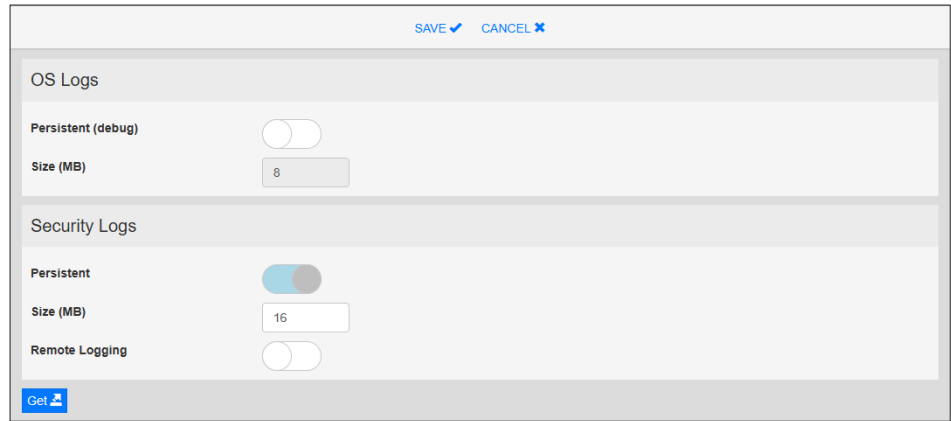 SAVE CANCEL
OS Logs
Persistent (debug)
Size (MB) 8
Security Logs
Persistent
Size (MB) 16
Remote Logging
Get